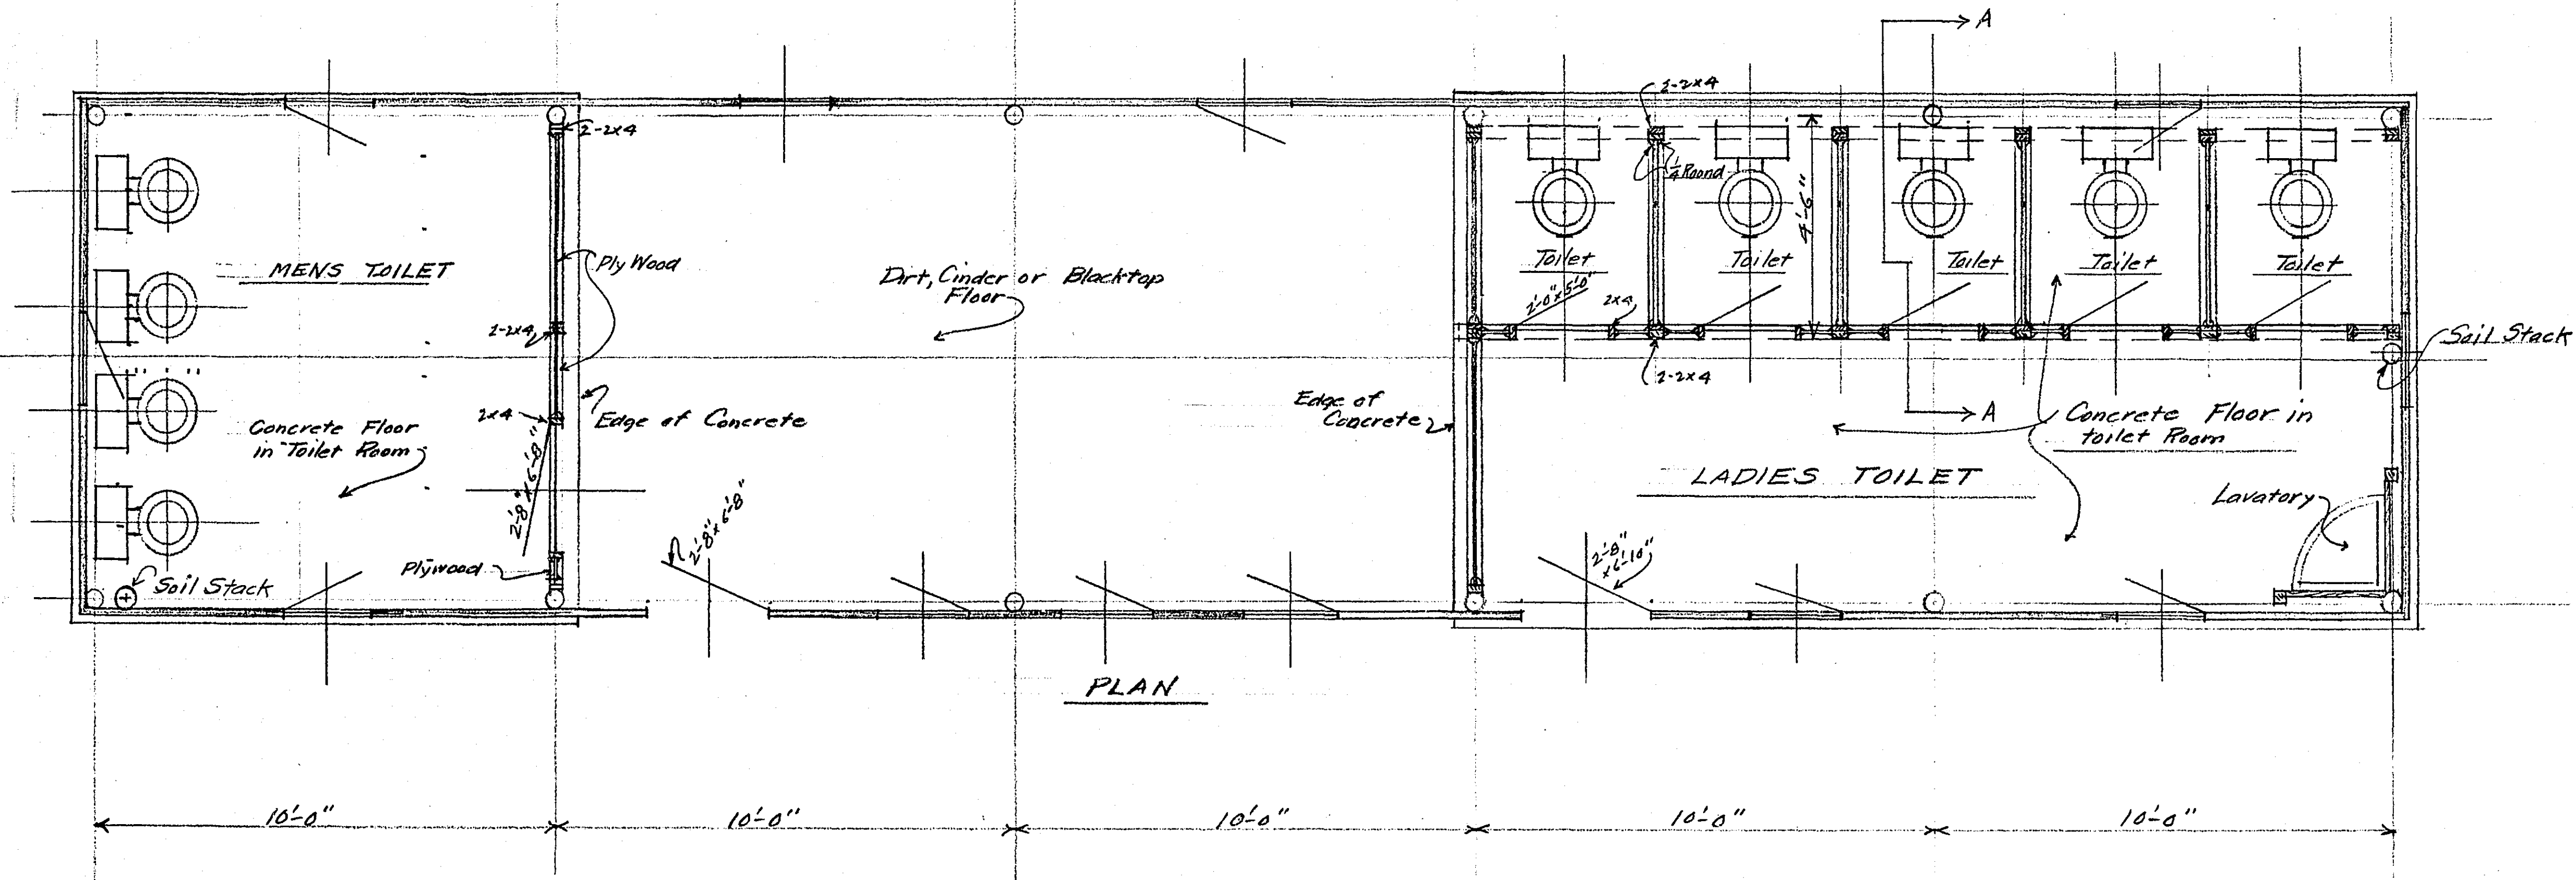 A
2-2x4
2-2x4
1/4 Round
4'-6"
MENS TOILET
Ply Wood
Dirt, Cinder or Blacktop
Floor
Toilet
Toilet
Toilet
Toilet
Toilet
2'-0" x 5'-0"
2x4
2-2x4
Soil Stack
2-2x4
2x4
Edge of Concrete
Edge of
Concrete
A
Concrete Floor in
toilet Room
Concrete Floor
in Toilet Room
2'-8" x 6'-8"
2'-8" x 6'-8"
LADIES TOILET
Lavatory
2'-8"
x 6'-10"
Plywood
Soil Stack
PLAN
10'-0"
10'-0"
10'-0"
10'-0"
10'-0"